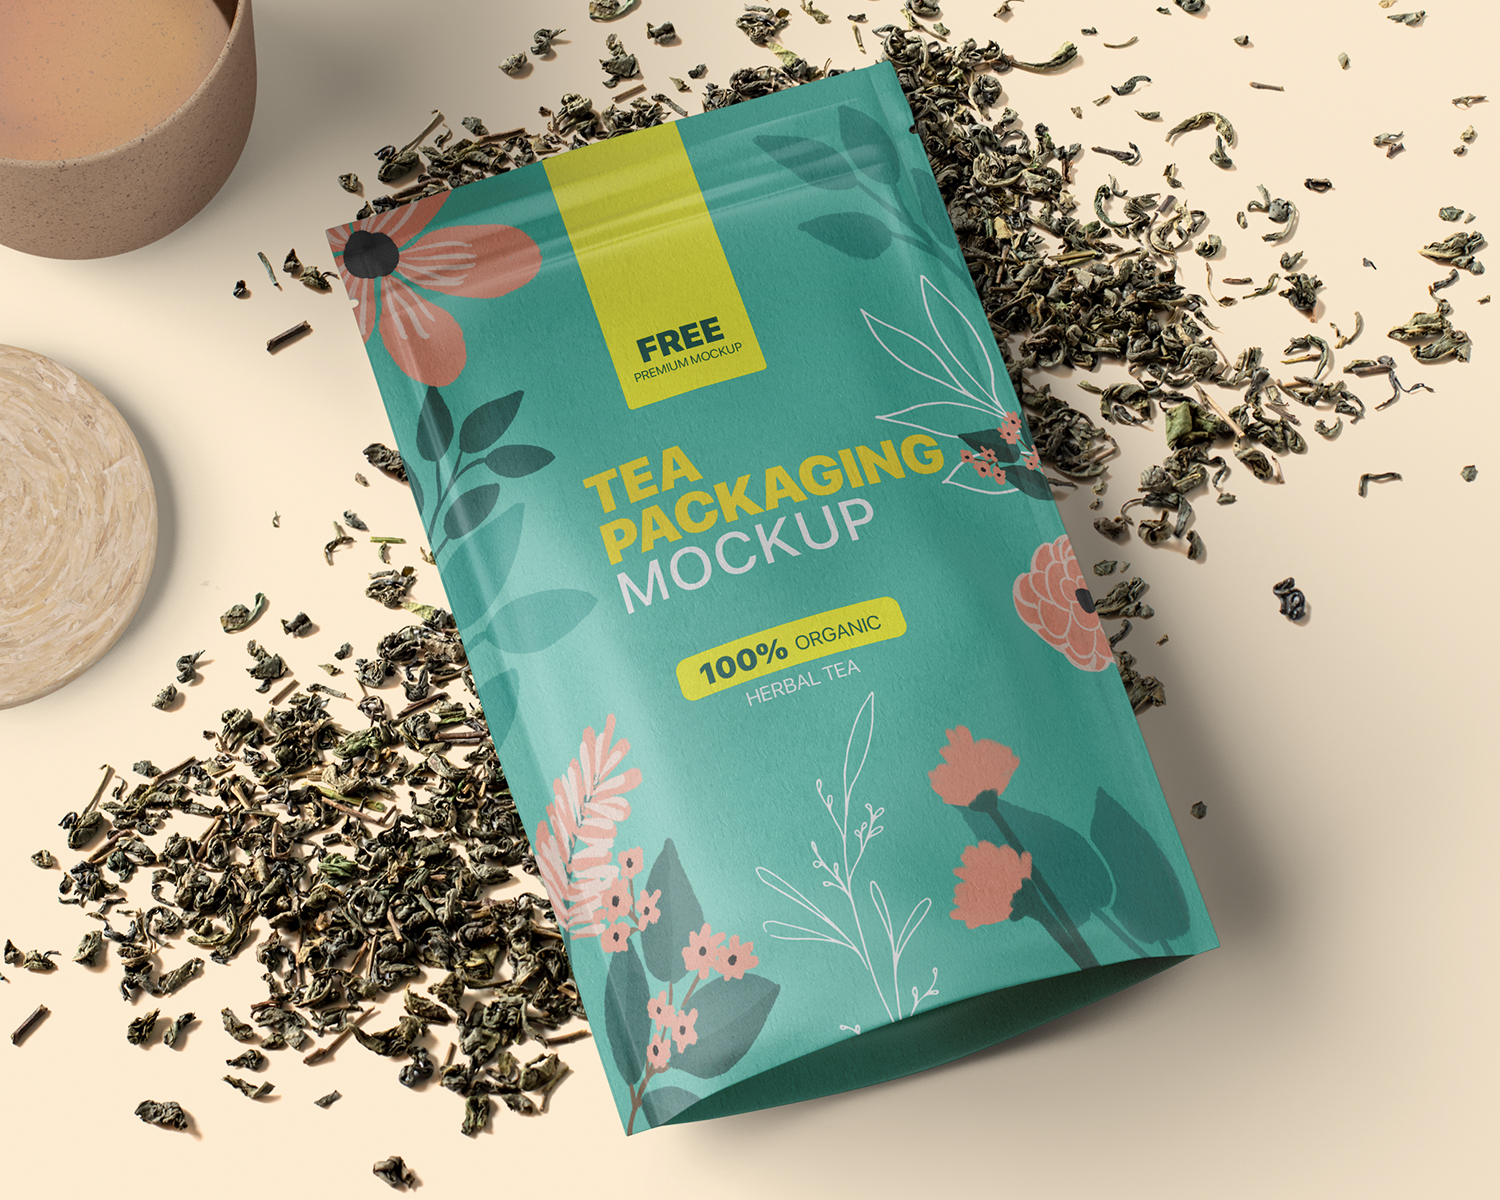 FREE
PREMIUM MOCKUP
TEA
PACKAGING
MOCKUP
100% ORGANIC
HERBAL TEA